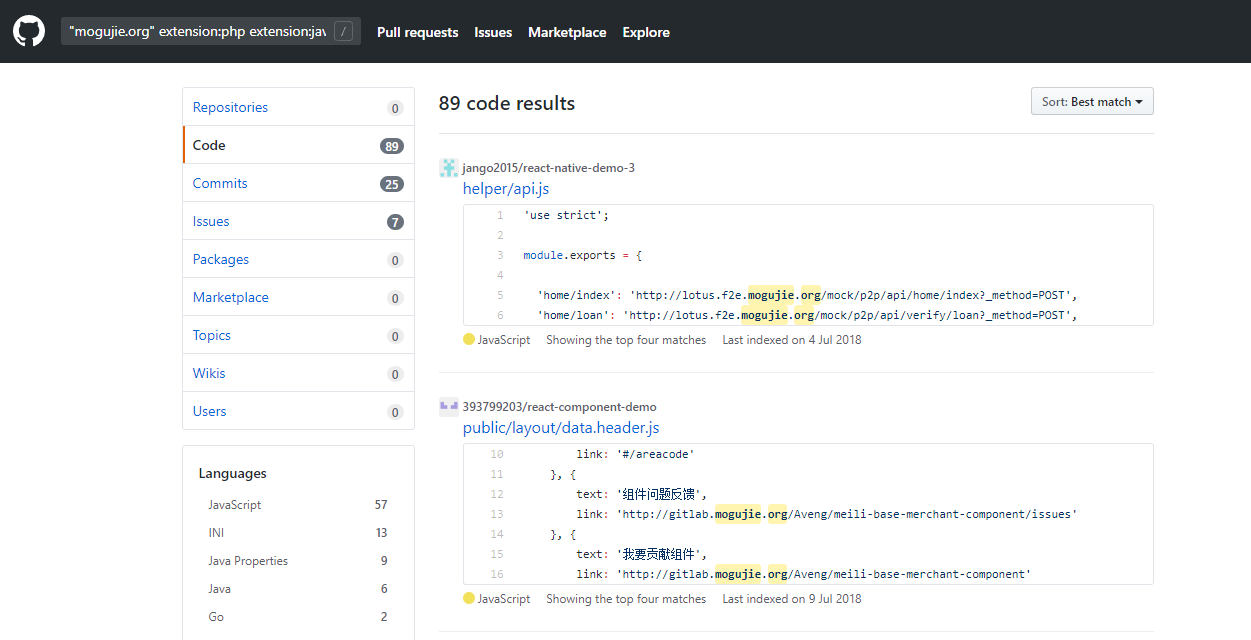 "mogujie.org" extension:php extension:jav / Pull requests Issues Marketplace Explore
Repositories 0
Code 89
Commits 25
Issues 7
Packages 0
Marketplace 0
Topics 0
Wikis 0
Users 0
Languages
JavaScript 57
INI 13
Java Properties 9
Java 6
Go 2
89 code results
Sort: Best match
jango2015/react-native-demo-3
helper/api.js
1 'use strict';
2
3 module.exports = {
4
5 'home/index': 'http://lotus.f2e.mogujie.org/mock/p2p/api/home/index?_method=POST',
6 'home/loan': 'http://lotus.f2e.mogujie.org/mock/p2p/api/verify/loan?_method=POST',
JavaScript Showing the top four matches Last indexed on 4 Jul 2018
393799203/react-component-demo
public/layout/data.header.js
10 link: '#/areacode'
11 }, {
12 text: '组件问题反馈',
13 link: 'http://gitlab.mogujie.org/Aveng/meili-base-merchant-component/issues'
14 }, {
15 text: '我要贡献组件',
16 link: 'http://gitlab.mogujie.org/Aveng/meili-base-merchant-component'
JavaScript Showing the top four matches Last indexed on 9 Jul 2018